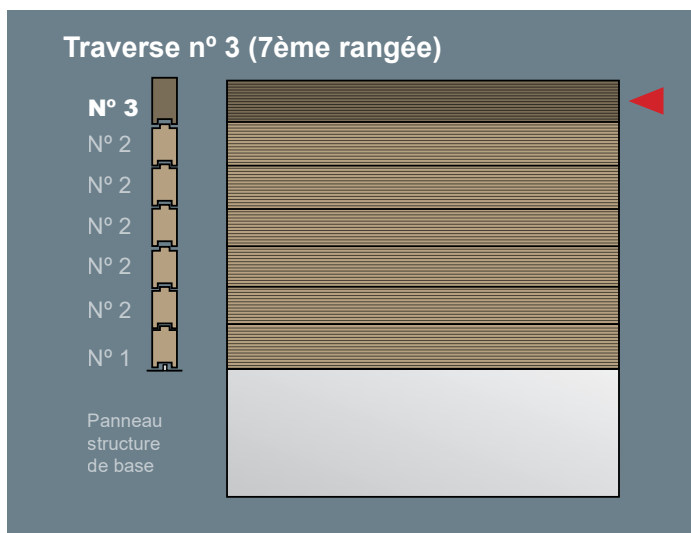 Traverse nº 3 (7ème rangée)
Nº 3
Nº 2
Nº 2
Nº 2
Nº 2
Nº 2
Nº 1
Panneau
structure
de base